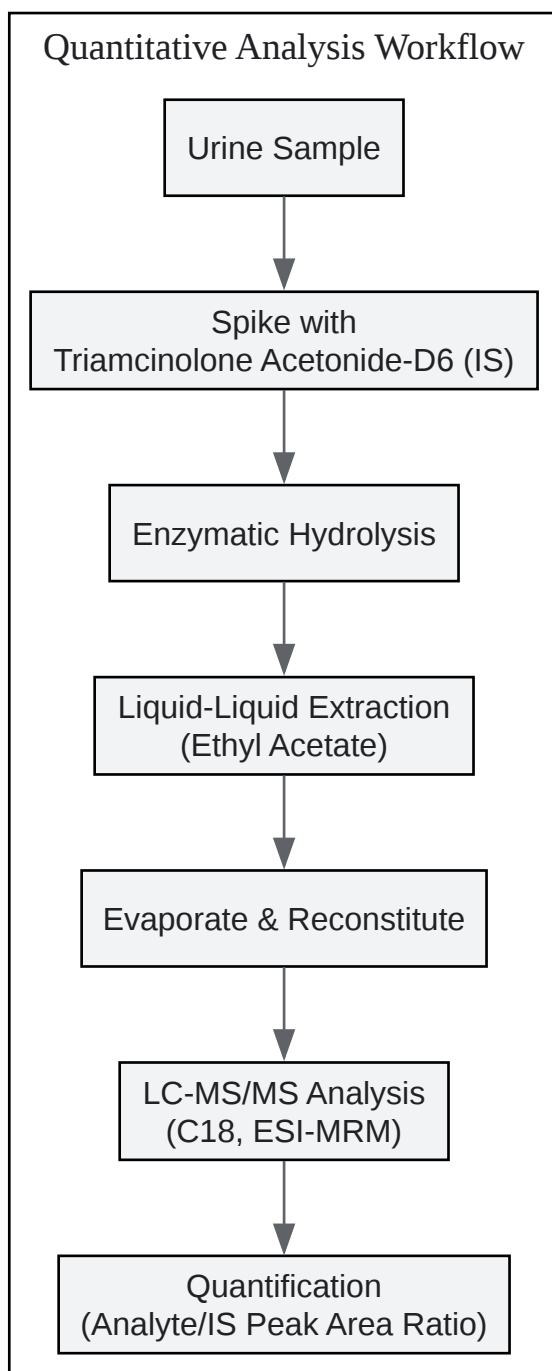 Quantitative Analysis Workflow
Urine Sample
Spike with
Triamcinolone Acetonide-D6 (IS)
Enzymatic Hydrolysis
Liquid-Liquid Extraction
(Ethyl Acetate)
Evaporate & Reconstitute
LC-MS/MS Analysis
(C18, ESI-MRM)
Quantification
(Analyte/IS Peak Area Ratio)